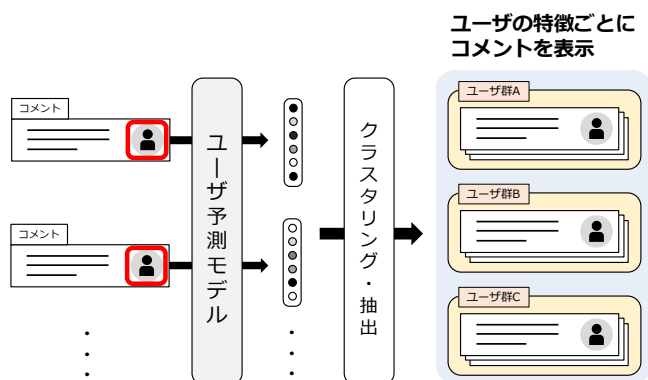 ユーザの特徴ごとに
コメントを表示
コメント
コメント
ユーザ予測モデル
クラスタリング・抽出
ユーザ群A
ユーザ群B
ユーザ群C